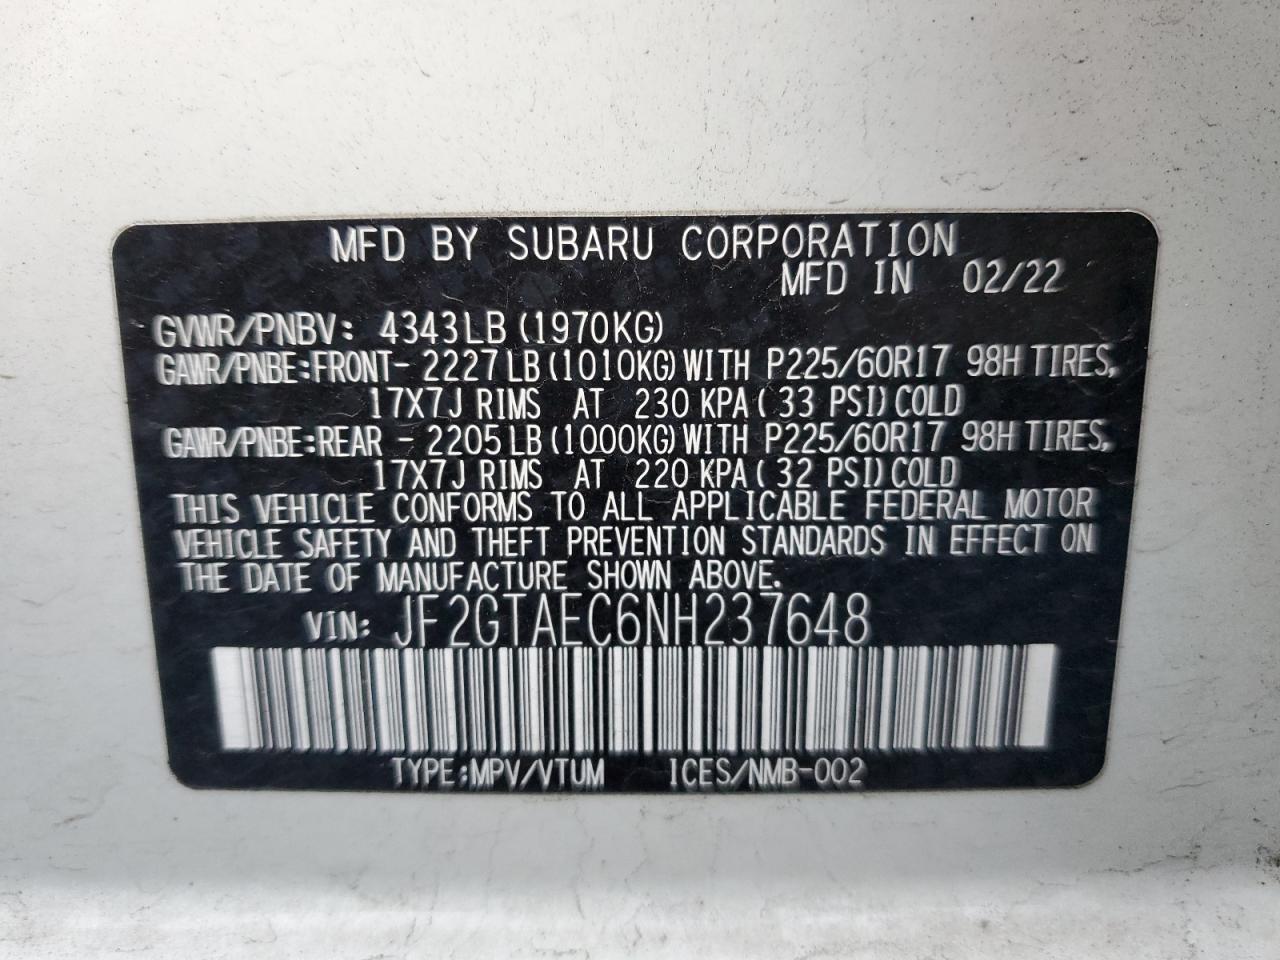 MFD BY SUBARU CORPORATION
MFD IN 02/22
GVWR/PNBV: 4343LB(1970KG)
GAWR/PNBE:FRONT- 2227LB(1010KG)WITH P225/60R17 98H TIRES,
17X7J RIMS AT 230 KPA(33 PSI)COLD
GAWR/PNBE:REAR - 2205LB(1000KG)WITH P225/60R17 98H TIRES,
17X7J RIMS AT 220 KPA(32 PSI)COLD
THIS VEHICLE CONFORMS TO ALL APPLICABLE FEDERAL MOTOR
VEHICLE SAFETY AND THEFT PREVENTION STANDARDS IN EFFECT ON
THE DATE OF MANUFACTURE SHOWN ABOVE.
VIN: JF2GTAEC6NH237648
TYPE:MPV/VTUM ICES/NMB-002